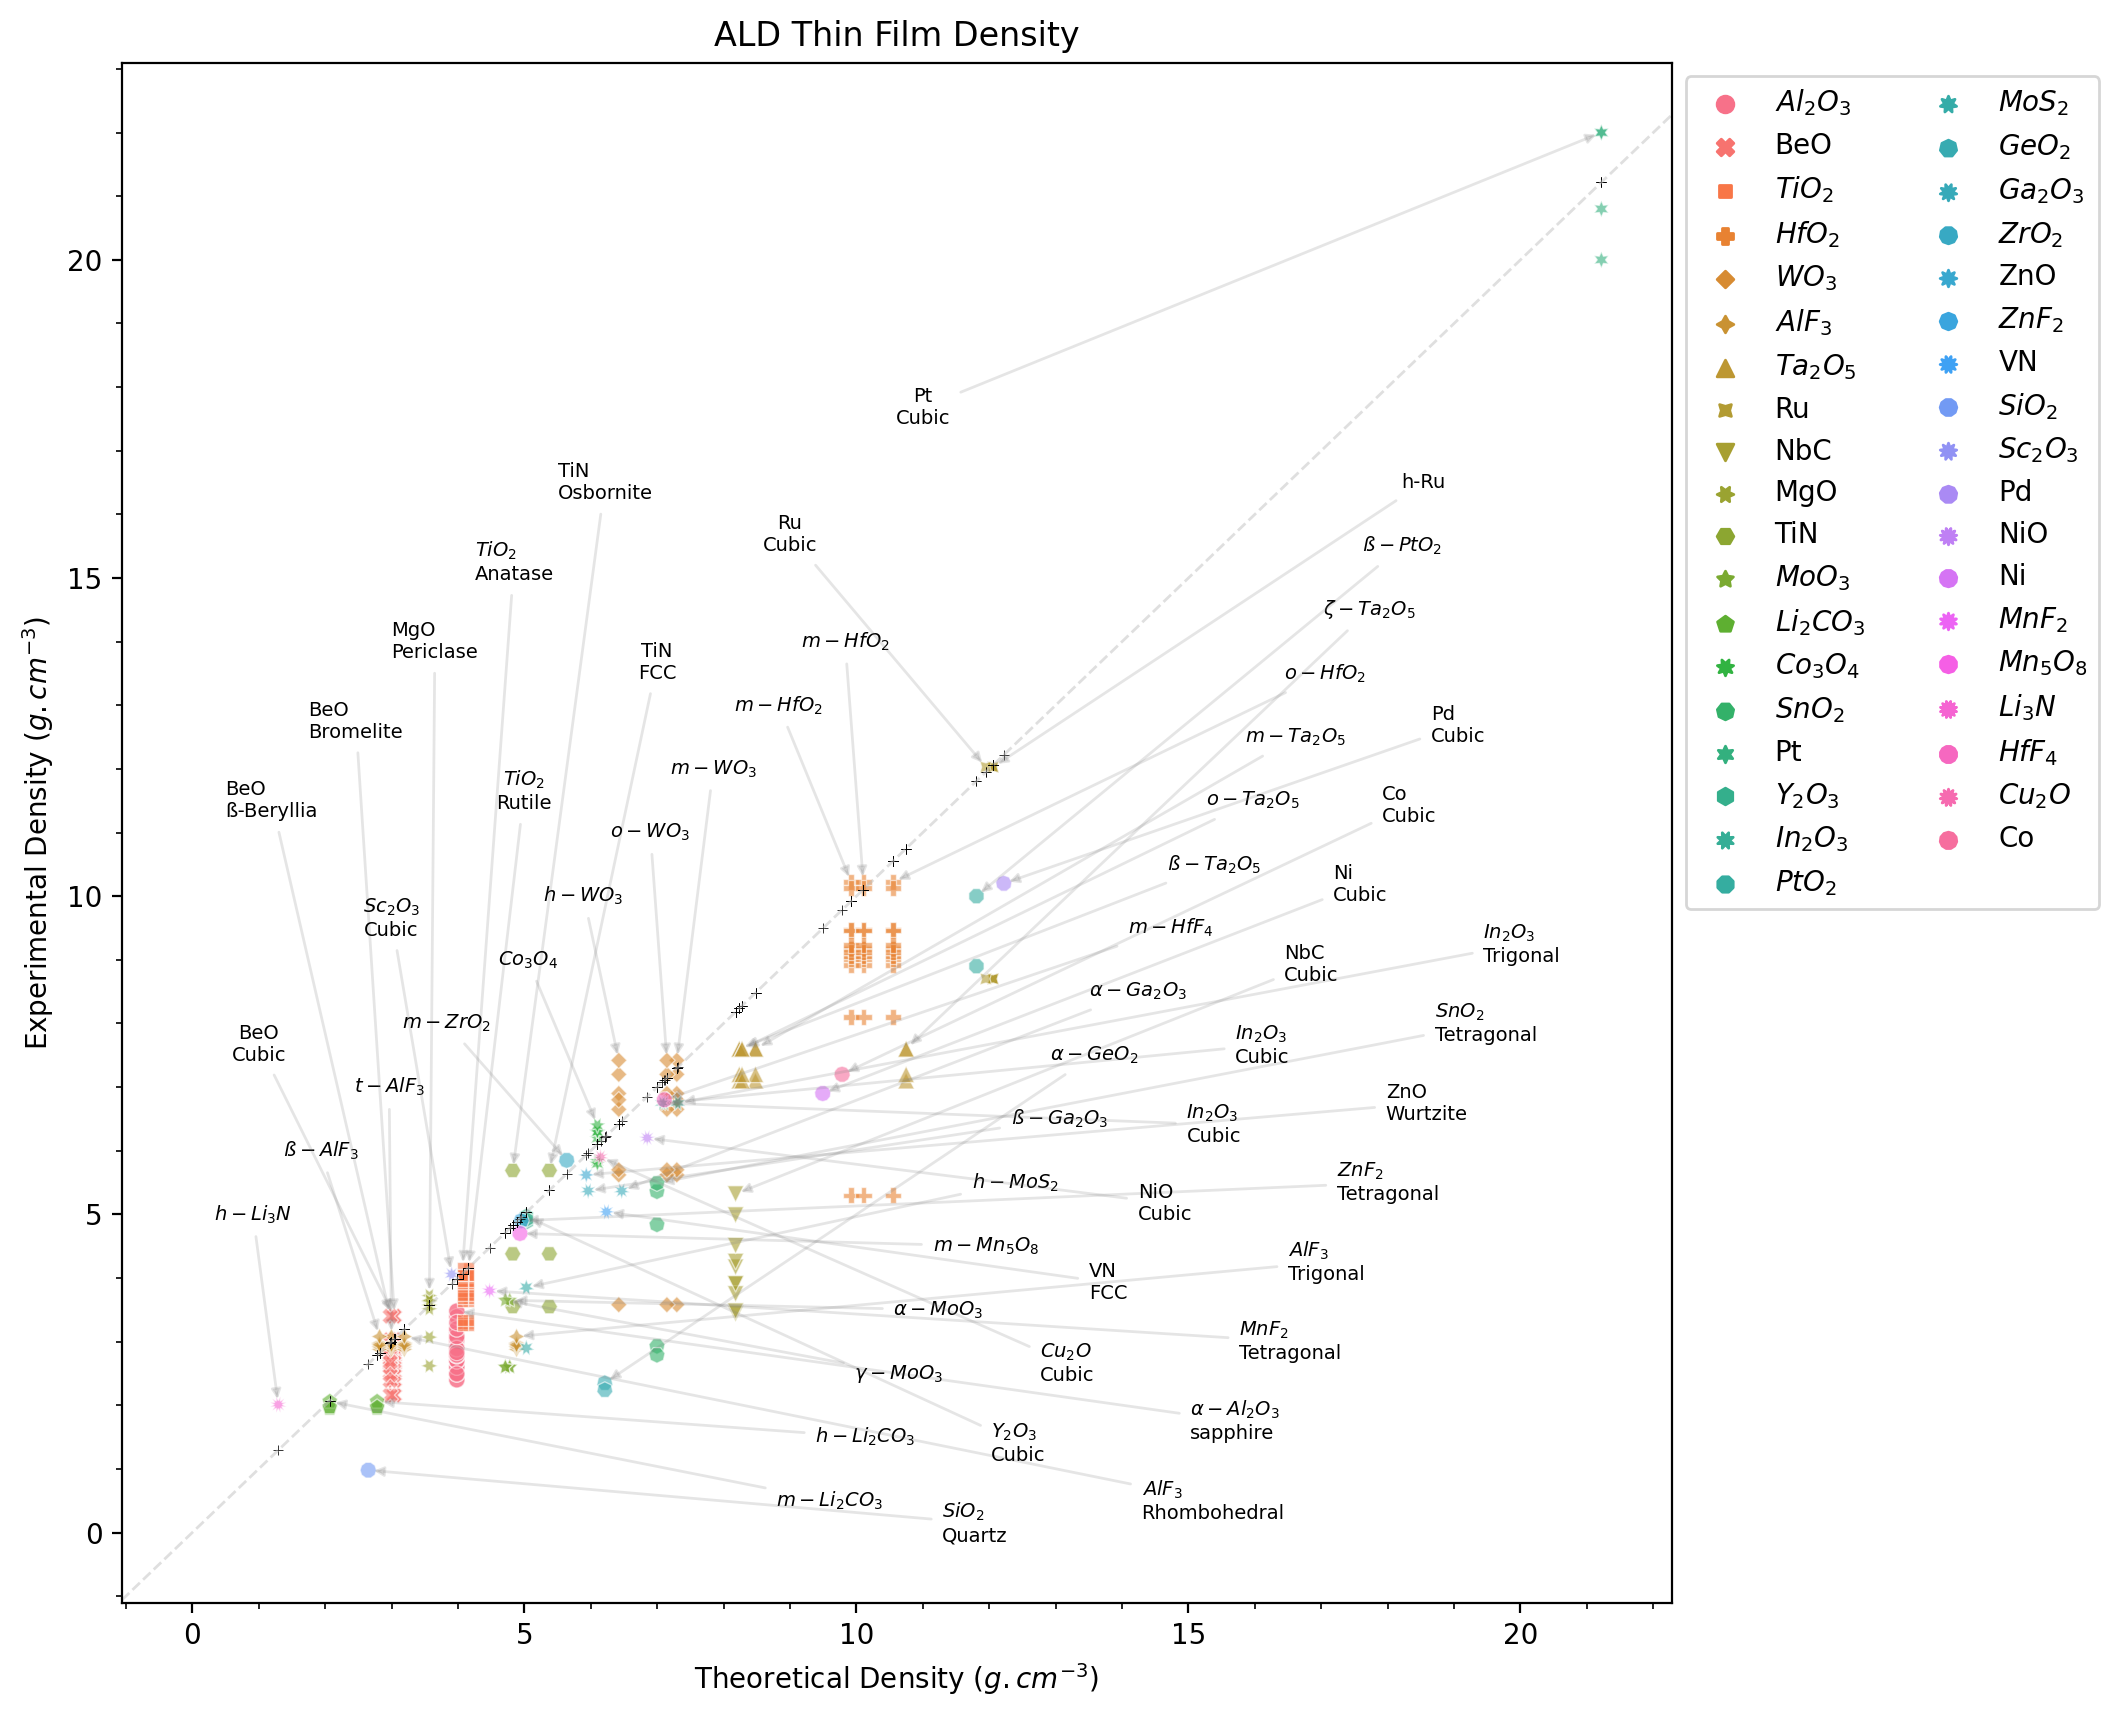 ALD Thin Film Density
Experimental Density (g.cm⁻³)
Theoretical Density (g.cm⁻³)
0
5
10
15
20
0
5
10
15
20
Pt
Cubic
TiN
Osbornite
h-Ru
Ru
Cubic
TiO₂
Anatase
ß − PtO₂
ζ − Ta₂O₅
MgO
Periclase
TiN
FCC
m − HfO₂
o − HfO₂
BeO
Bromelite
m − HfO₂
Pd
Cubic
m − Ta₂O₅
TiO₂
Rutile
m − WO₃
BeO
ß-Beryllia
o − Ta₂O₅
Co
Cubic
o − WO₃
ß − Ta₂O₅
Ni
Cubic
h − WO₃
Sc₂O₃
Cubic
m − HfF₄
In₂O₃
Trigonal
Co₃O₄
NbC
Cubic
α − Ga₂O₃
m − ZrO₂
SnO₂
Tetragonal
BeO
Cubic
In₂O₃
Cubic
α − GeO₂
t − AlF₃
ZnO
Wurtzite
ß − Ga₂O₃
In₂O₃
Cubic
ß − AlF₃
h − MoS₂
ZnF₂
Tetragonal
NiO
Cubic
h − Li₃N
m − Mn₅O₈
AlF₃
Trigonal
VN
FCC
α − MoO₃
MnF₂
Tetragonal
Cu₂O
Cubic
γ − MoO₃
α − Al₂O₃
sapphire
h − Li₂CO₃
Y₂O₃
Cubic
m − Li₂CO₃
AlF₃
Rhombohedral
SiO₂
Quartz
Al₂O₃
BeO
TiO₂
HfO₂
WO₃
AlF₃
Ta₂O₅
Ru
NbC
MgO
TiN
MoO₃
Li₂CO₃
Co₃O₄
SnO₂
Pt
Y₂O₃
In₂O₃
PtO₂
MoS₂
GeO₂
Ga₂O₃
ZrO₂
ZnO
ZnF₂
VN
SiO₂
Sc₂O₃
Pd
NiO
Ni
MnF₂
Mn₅O₈
Li₃N
HfF₄
Cu₂O
Co